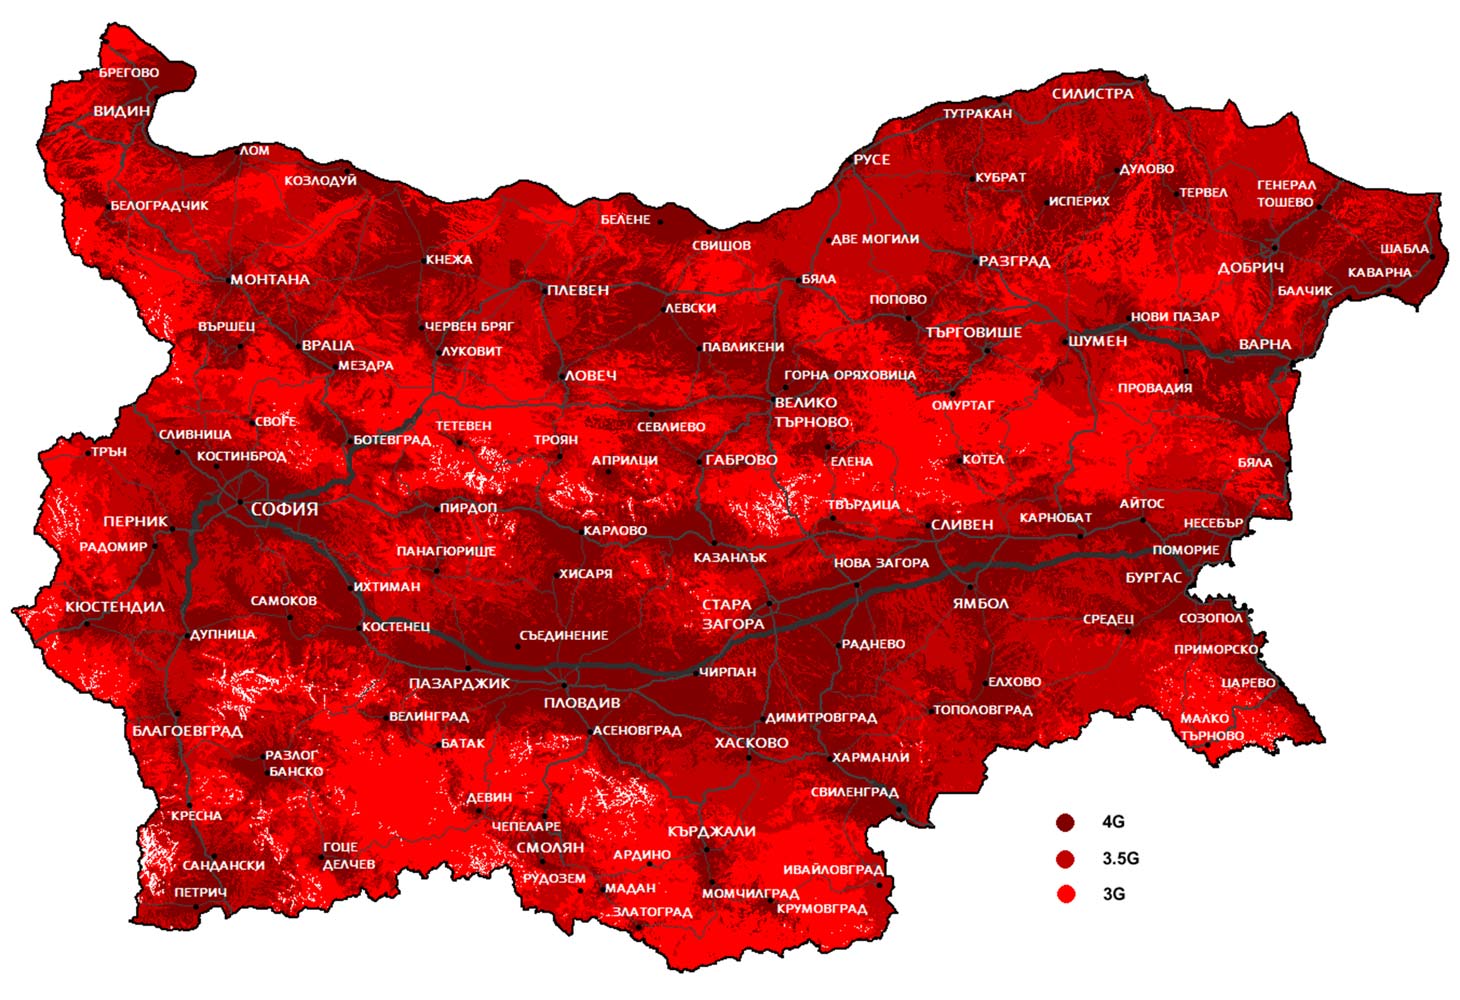 БРЕГОВО
ВИДИН
ЛОМ
КОЗЛОДУЙ
БЕЛОГРАДЧИК
МОНТАНА
КНЕЖА
БЕЛЕНЕ
СВИЩОВ
РУСЕ
ТУТРАКАН
СИЛИСТРА
КУБРАТ
ДУЛОВО
ИСПЕРИХ
ТЕРВЕЛ
ГЕНЕРАЛ
ТОШЕВО
ДВЕ МОГИЛИ
РАЗГРАД
ДОБРИЧ
ШАБЛА
КАВАРНА
БАЛЧИК
ВЪРШЕЦ
ВРАЦА
МЕЗДРА
ЧЕРВЕН БРЯГ
ЛУКОВИТ
ПЛЕВЕН
ЛЕВСКИ
БЯЛА
ПОПОВО
ТЪРГОВИЩЕ
НОВИ ПАЗАР
ШУМЕН
ВАРНА
ПАВЛИКЕНИ
ЛОВЕЧ
ГОРНА ОРЯХОВИЦА
ПРОВАДИЯ
ВЕЛИКО
ТЪРНОВО
ОМУРТАГ
СВОГЕ
СЛИВНИЦА
ТРЪН
КОСТИНБРОД
БОТЕВГРАД
ТЕТЕВЕН
ТРОЯН
СЕВЛИЕВО
АПРИЛЦИ
ГАБРОВО
ЕЛЕНА
КОТЕЛ
БЯЛА
СОФИЯ
ПЕРНИК
РАДОМИР
ПИРДОП
КАРЛОВО
ТВЪРДИЦА
СЛИВЕН
КАРНОБАТ
АЙТОС
НЕСЕБЪР
ПАНАГЮРИЩЕ
КАЗАНЛЪК
НОВА ЗАГОРА
ПОМОРИЕ
БУРГАС
ХИСАРЯ
ИХТИМАН
КЮСТЕНДИЛ
САМОКОВ
СТАРА
ЗАГОРА
ЯМБОЛ
СРЕДЕЦ
СОЗОПОЛ
ДУПНИЦА
КОСТЕНЕЦ
СЪЕДИНЕНИЕ
РАДНЕВО
ПРИМОРСКО
ПАЗАРДЖИК
ЧИРПАН
ЕЛХОВО
ЦАРЕВО
ПЛОВДИВ
ТОПОЛОВГРАД
МАЛКО
ТЪРНОВО
БЛАГОЕВГРАД
ВЕЛИНГРАД
АСЕНОВГРАД
ДИМИТРОВГРАД
БАТАК
ХАСКОВО
ХАРМАНЛИ
РАЗЛОГ
БАНСКО
СВИЛЕНГРАД
ДЕВИН
КРЕСНА
ЧЕПЕЛАРЕ
КЪРДЖАЛИ
4G
ГОЦЕ
ДЕЛЧЕВ
СМОЛЯН
АРДИНО
3.5G
САНДАНСКИ
ИВАЙЛОВГРАД
РУДОЗЕМ
МАДАН
МОМЧИЛГРАД
3G
ПЕТРИЧ
ЗЛАТОГРАД
КРУМОВГРАД